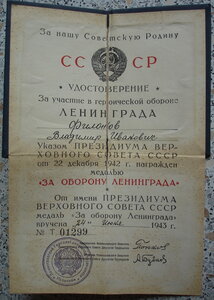 За нашу Советскую Родину
СССР
УДОСТОВЕРЕНИЕ
За участие в героической обороне
ЛЕНИНГРАДА
Филонов
Владимир Иванович
Указом ПРЕЗИДИУМА ВЕР-
ХОВНОГО СОВЕТА СССР
от 22 декабря 1942 г. награжден
медалью
«ЗА ОБОРОНУ ЛЕНИНГРАДА»
От имени ПРЕЗИДИУМА
ВЕРХОВНОГО СОВЕТА СССР
медаль «За оборону Ленинграда»
вручена 24 июля 1943 г.
Л Т 01299